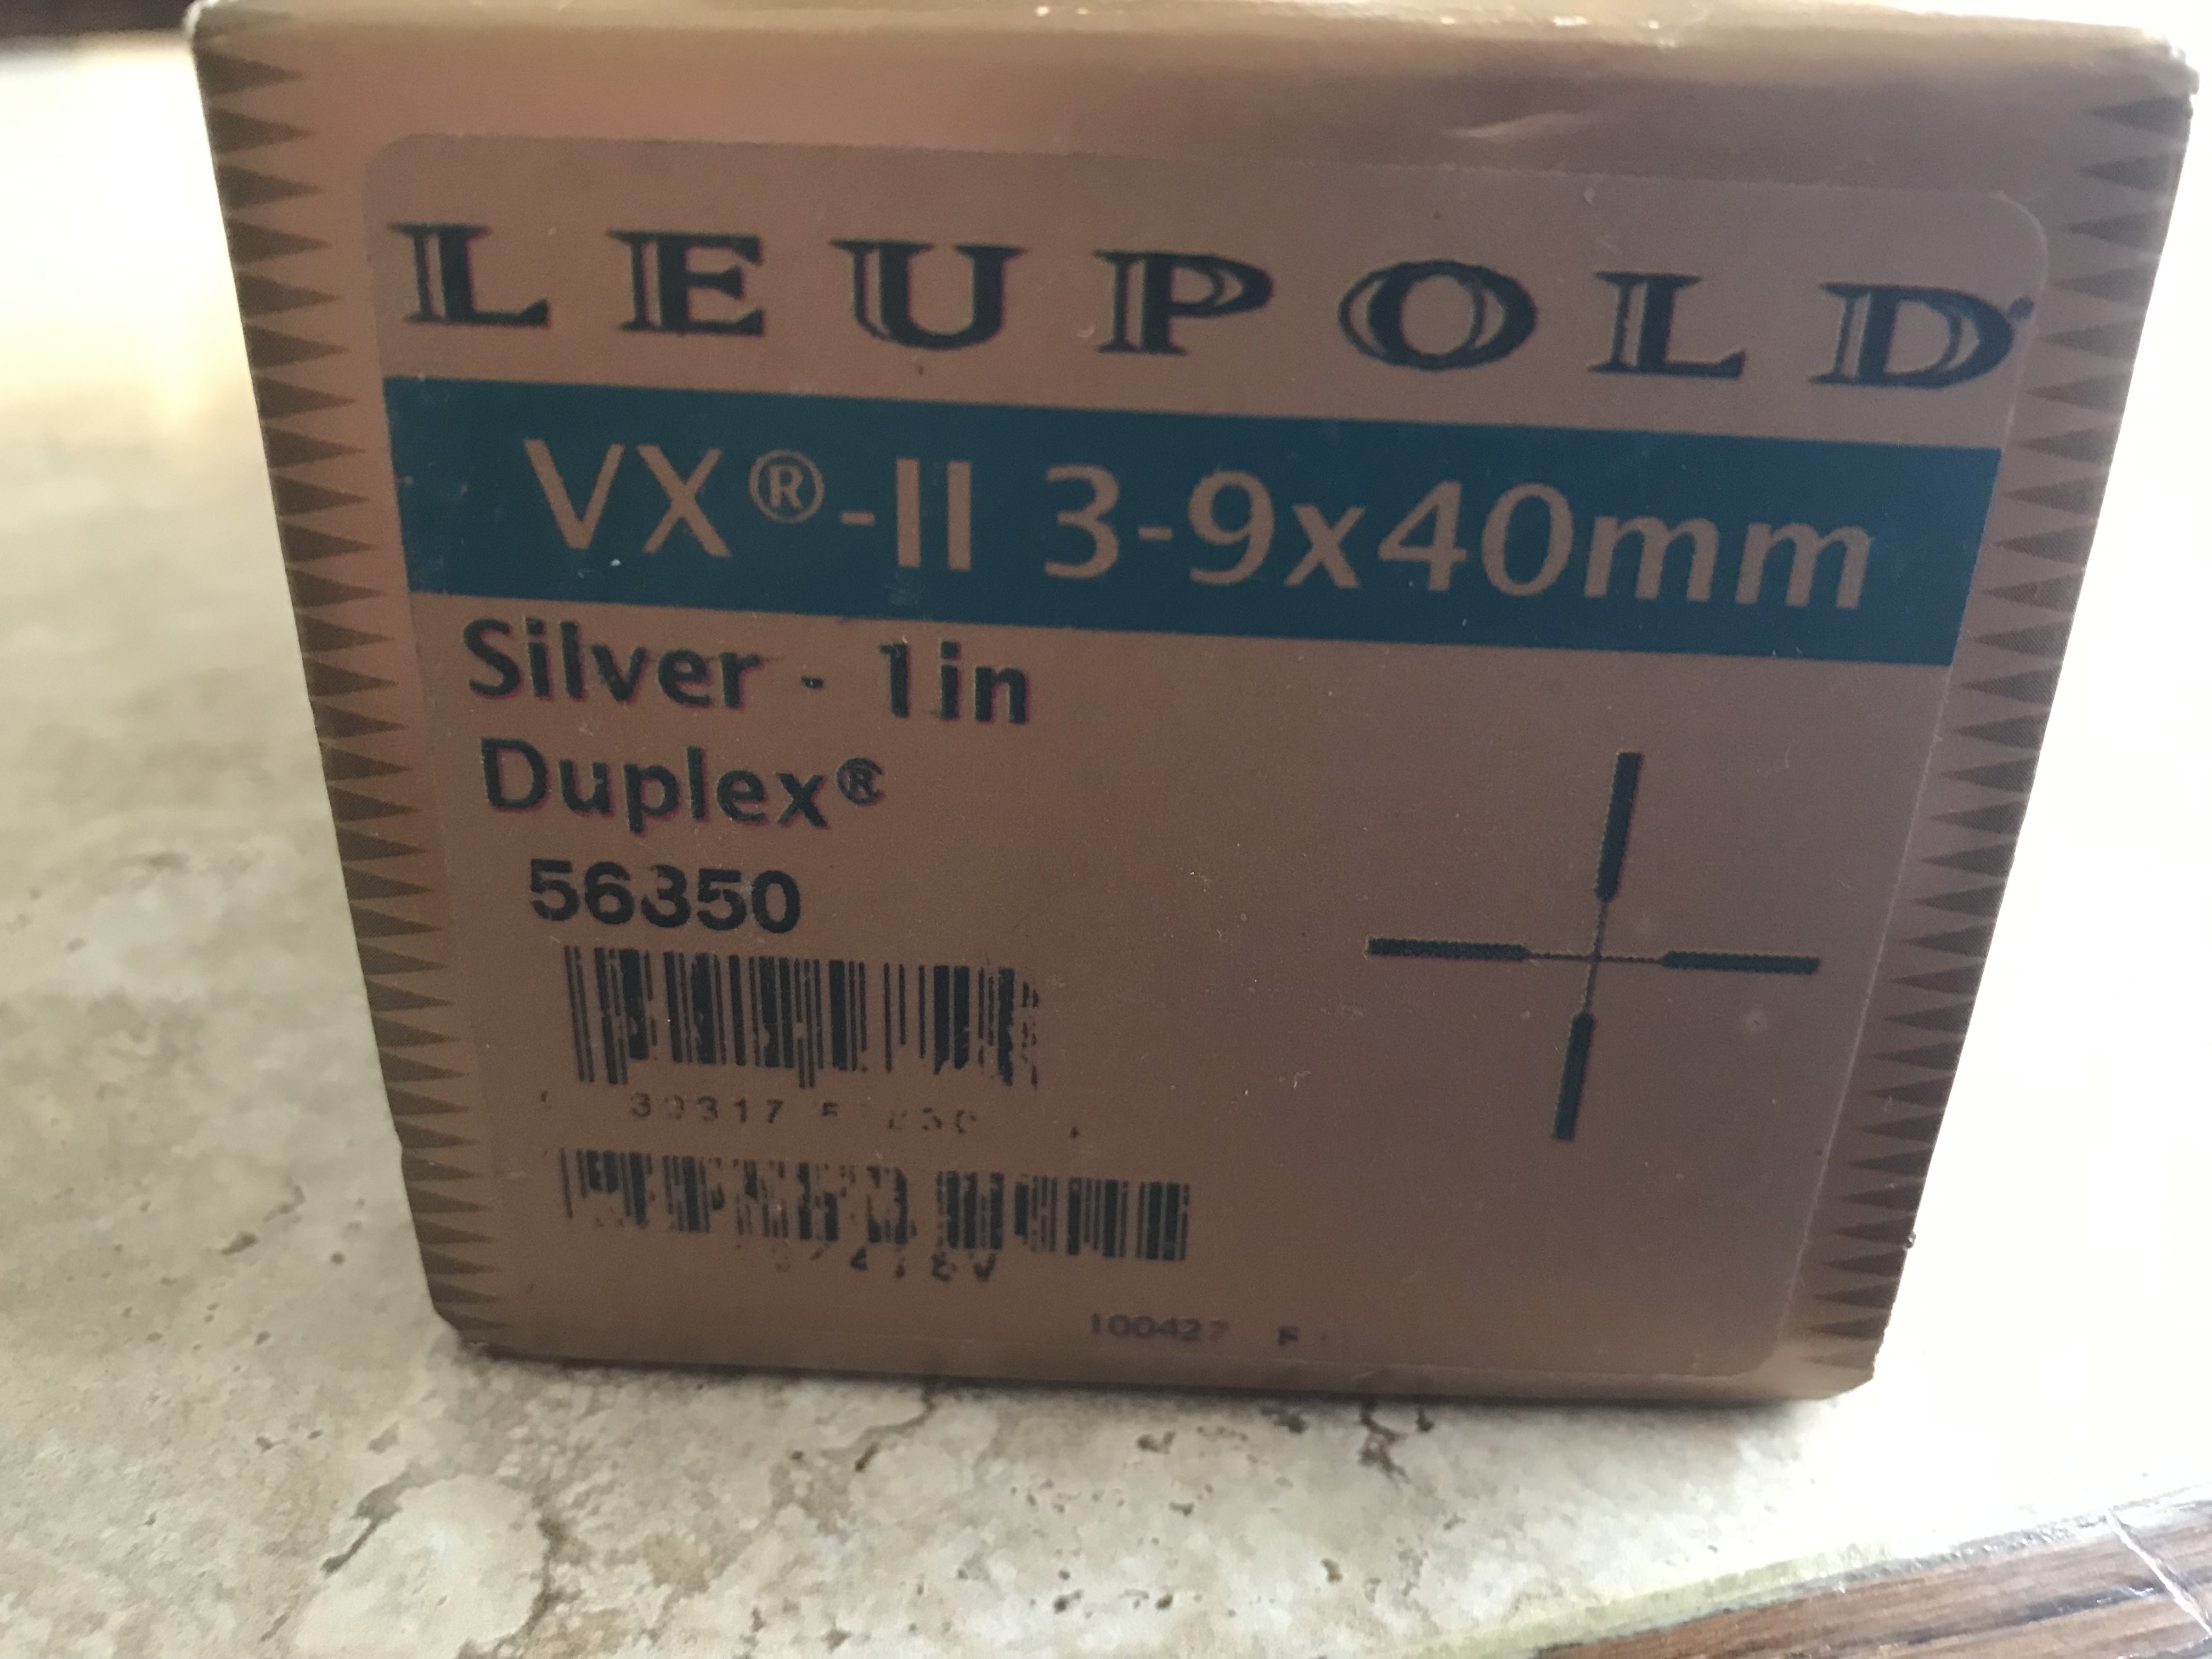 LEUPOLD
VX®-II 3-9x40mm
Silver - 1in
Duplex®
56350